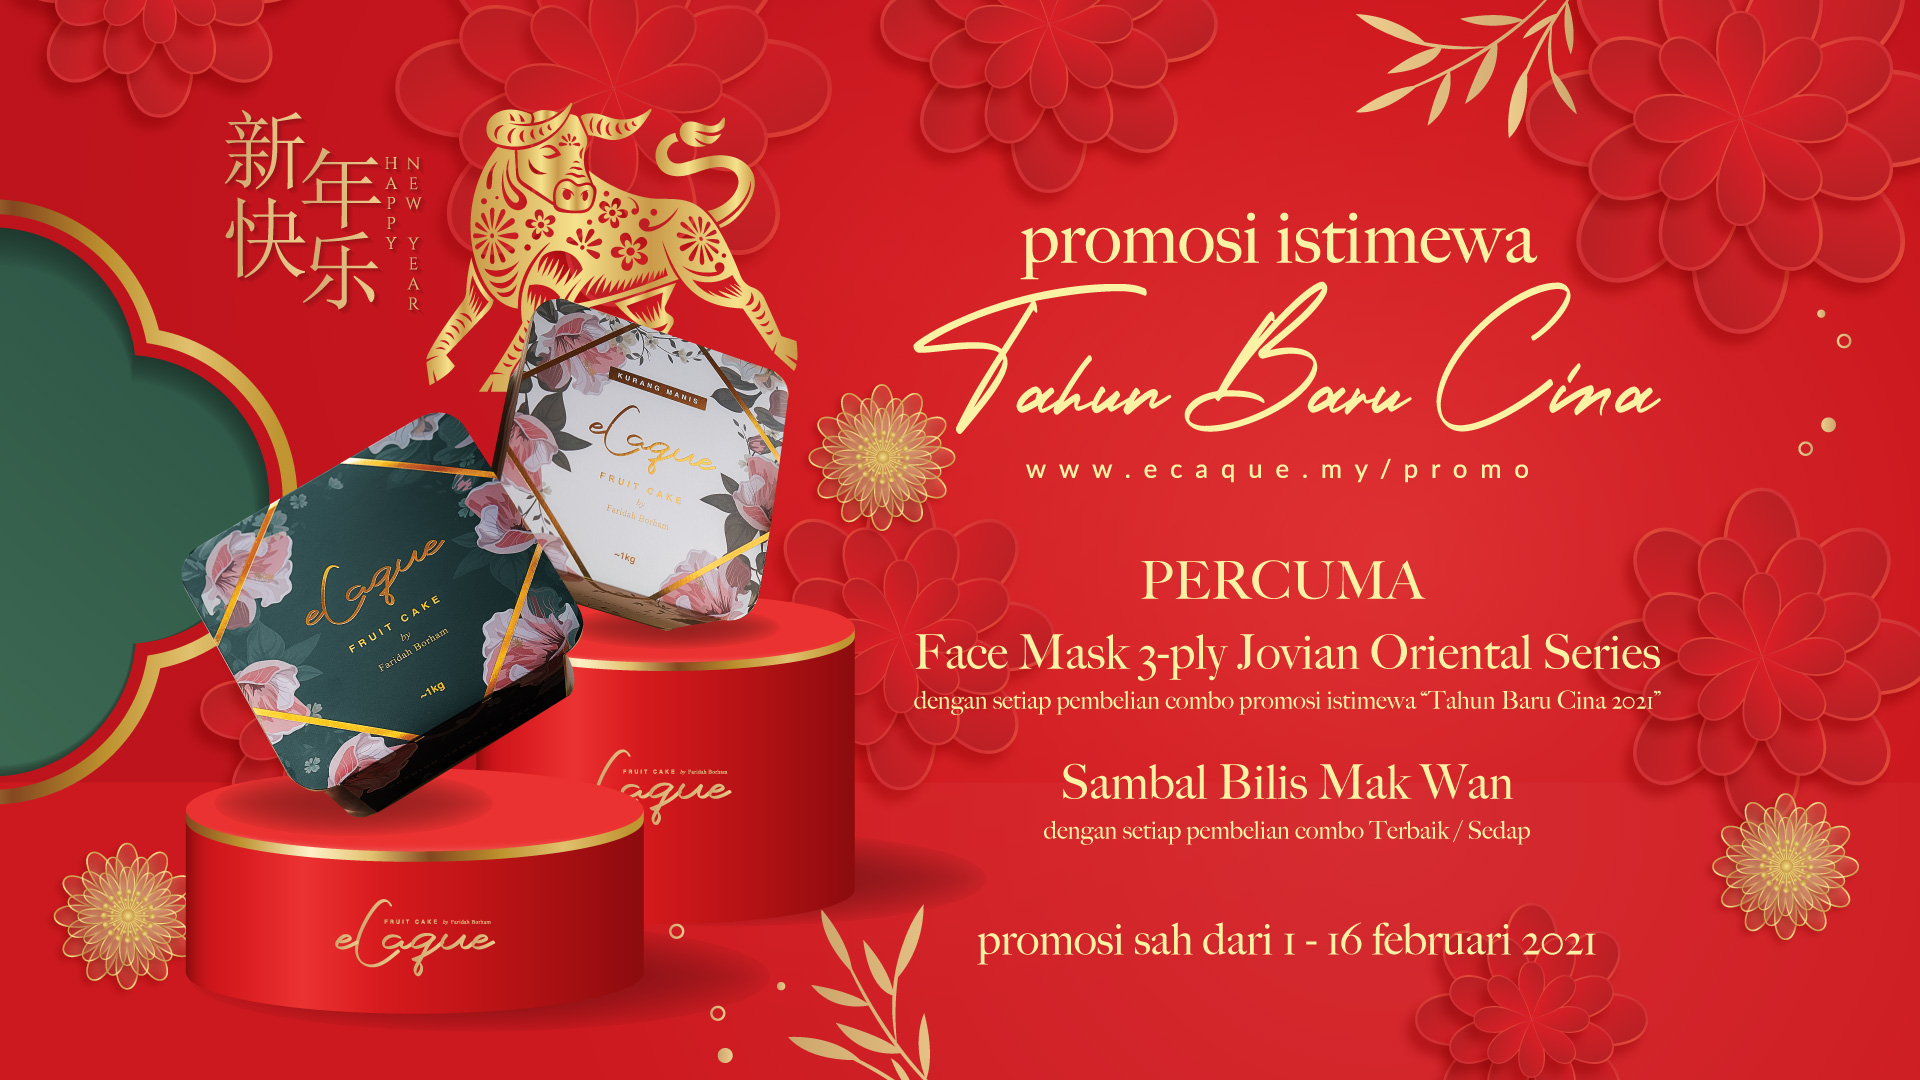 新年快乐
HAPPY
NEW YEAR
promosi istimewa
Tahun Baru Cina
www.ecaque.my/promo
PERCUMA
Face Mask 3-ply Jovian Oriental Series
dengan setiap pembelian combo promosi istimewa “Tahun Baru Cina 2021”
Sambal Bilis Mak Wan
dengan setiap pembelian combo Terbaik / Sedap
promosi sah dari 1 - 16 februari 2021
KURANG MANIS
eCaque
FRUIT CAKE
by
Faridah Borham
~1kg
eCaque
FRUIT CAKE
by
Faridah Borham
~1kg
FRUIT CAKE by Faridah Borham
Caque
FRUIT CAKE by Faridah Borham
eCaque